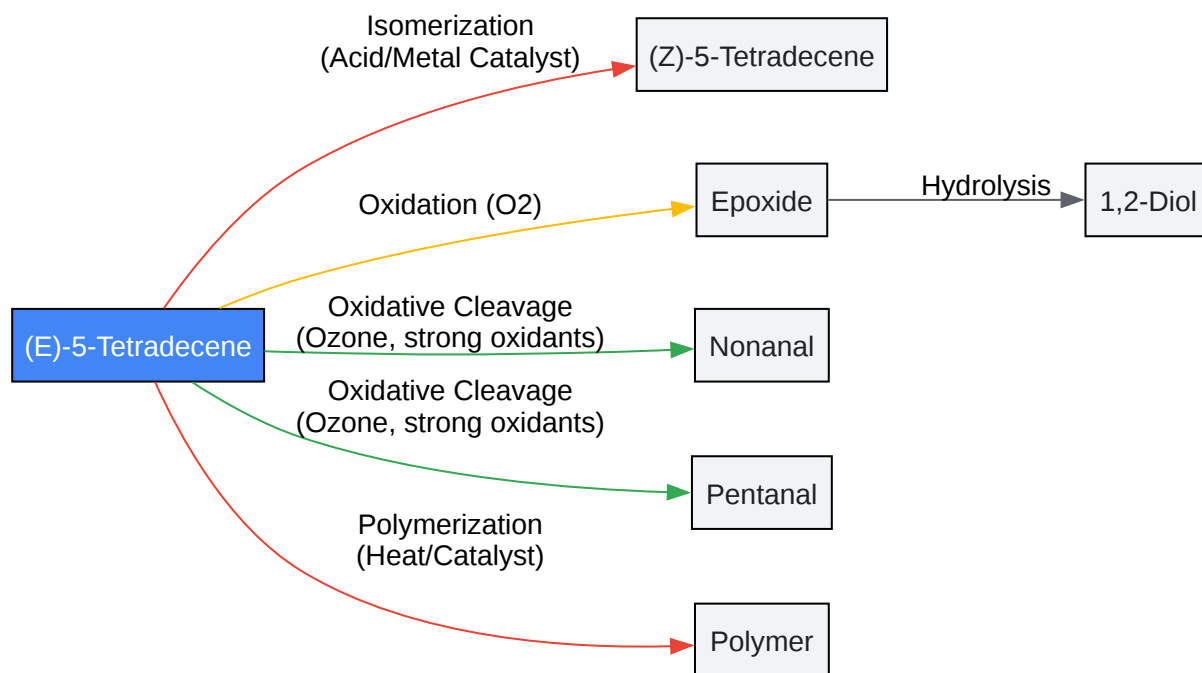 Isomerization
(Acid/Metal Catalyst)
(Z)-5-Tetradecene
Oxidation (O2)
Epoxide
Hydrolysis
1,2-Diol
(E)-5-Tetradecene
Oxidative Cleavage
(Ozone, strong oxidants)
Nonanal
Oxidative Cleavage
(Ozone, strong oxidants)
Pentanal
Polymerization
(Heat/Catalyst)
Polymer